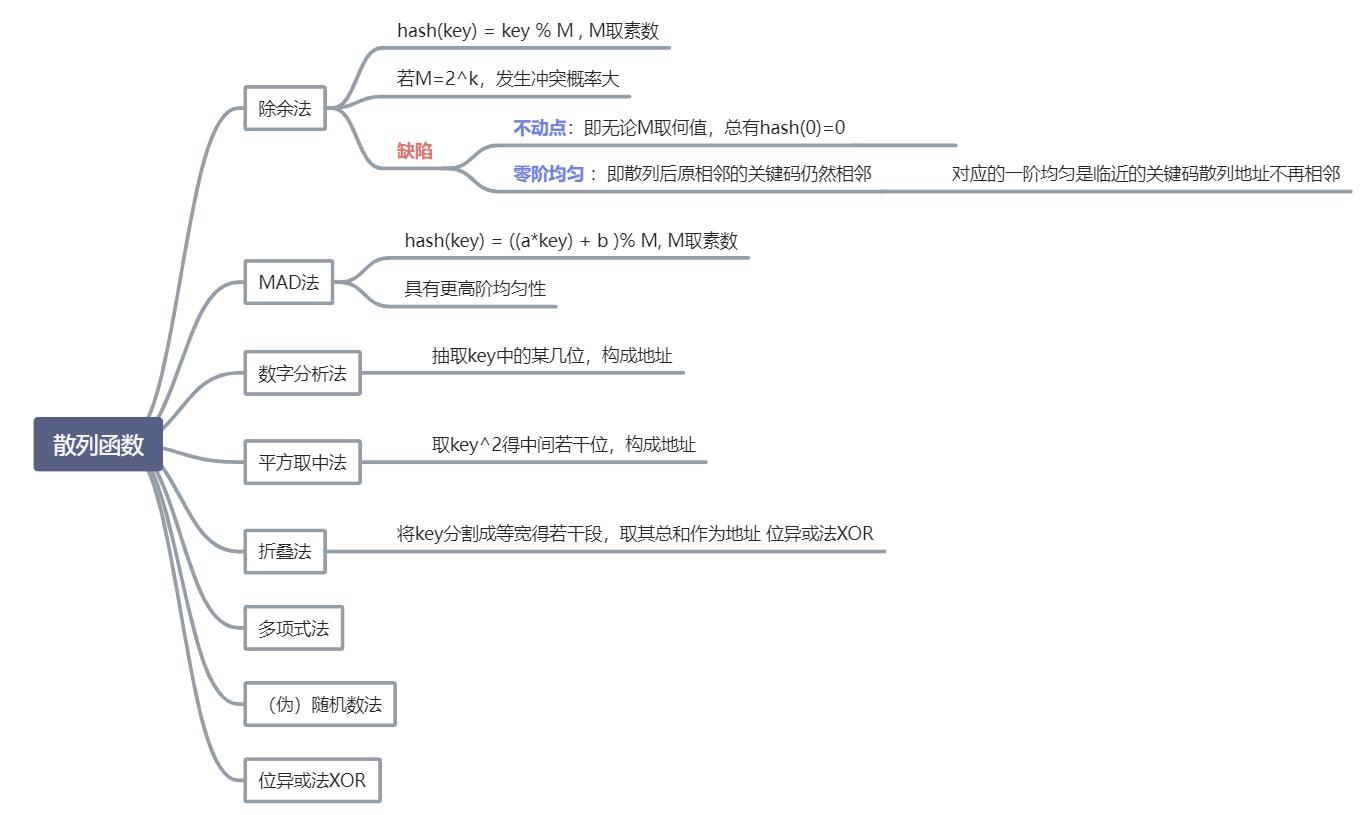 散列函数
除余法
hash(key) = key % M , M取素数
若M=2^k，发生冲突概率大
缺陷
不动点：即无论M取何值，总有hash(0)=0
零阶均匀 ：即散列后原相邻的关键码仍然相邻
对应的一阶均匀是临近的关键码散列地址不再相邻
MAD法
hash(key) = ((a*key) + b )% M, M取素数
具有更高阶均匀性
数字分析法
抽取key中的某几位，构成地址
平方取中法
取key^2得中间若干位，构成地址
折叠法
将key分割成等宽得若干段，取其总和作为地址 位异或法XOR
多项式法
（伪）随机数法
位异或法XOR